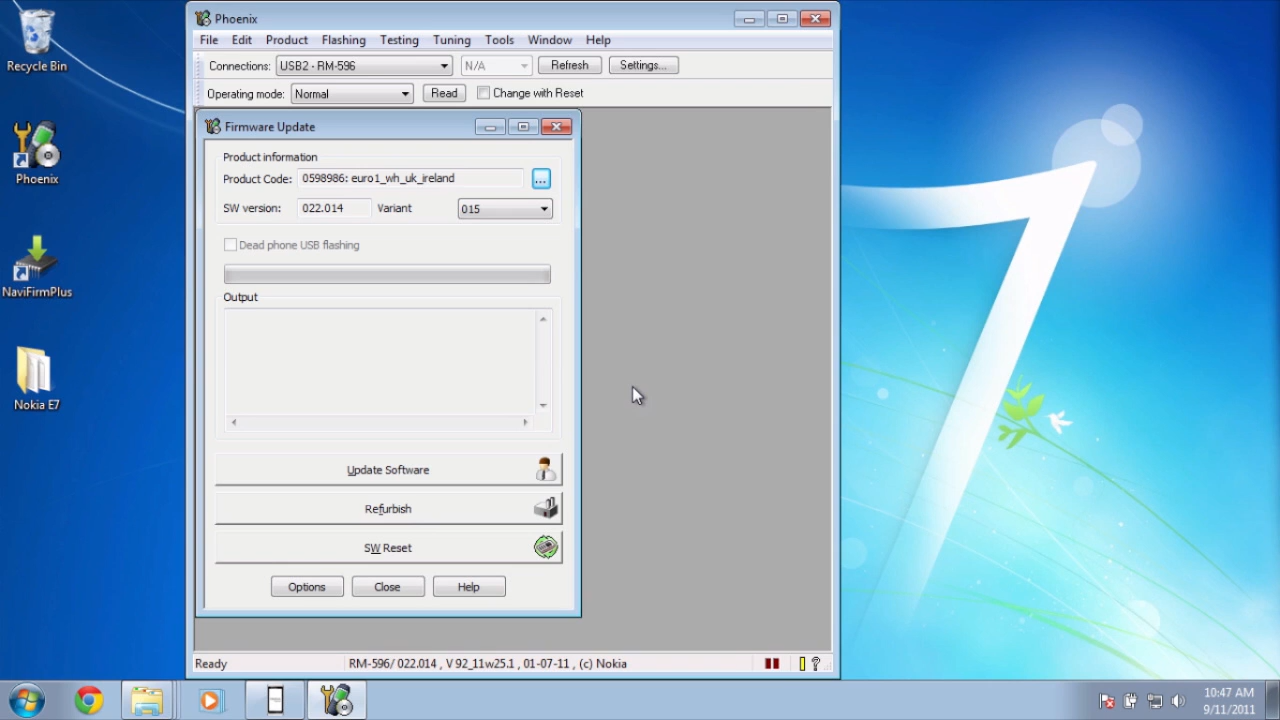 Recycle Bin
Phoenix
NaviFirmPlus
Nokia E7
Phoenix
File Edit Product Flashing Testing Tuning Tools Window Help
Connections: USB2 - RM-596 N/A Refresh Settings...
Operating mode: Normal Read Change with Reset
Firmware Update
Product information
Product Code: 0598986: euro1_wh_uk_ireland ...
SW version: 022.014 Variant 015
Dead phone USB flashing
Output
Update Software
Refurbish
SW Reset
Options Close Help
Ready RM-596/ 022.014 , V 92_11w25.1 , 01-07-11 , (c) Nokia
10:47 AM
9/11/2011